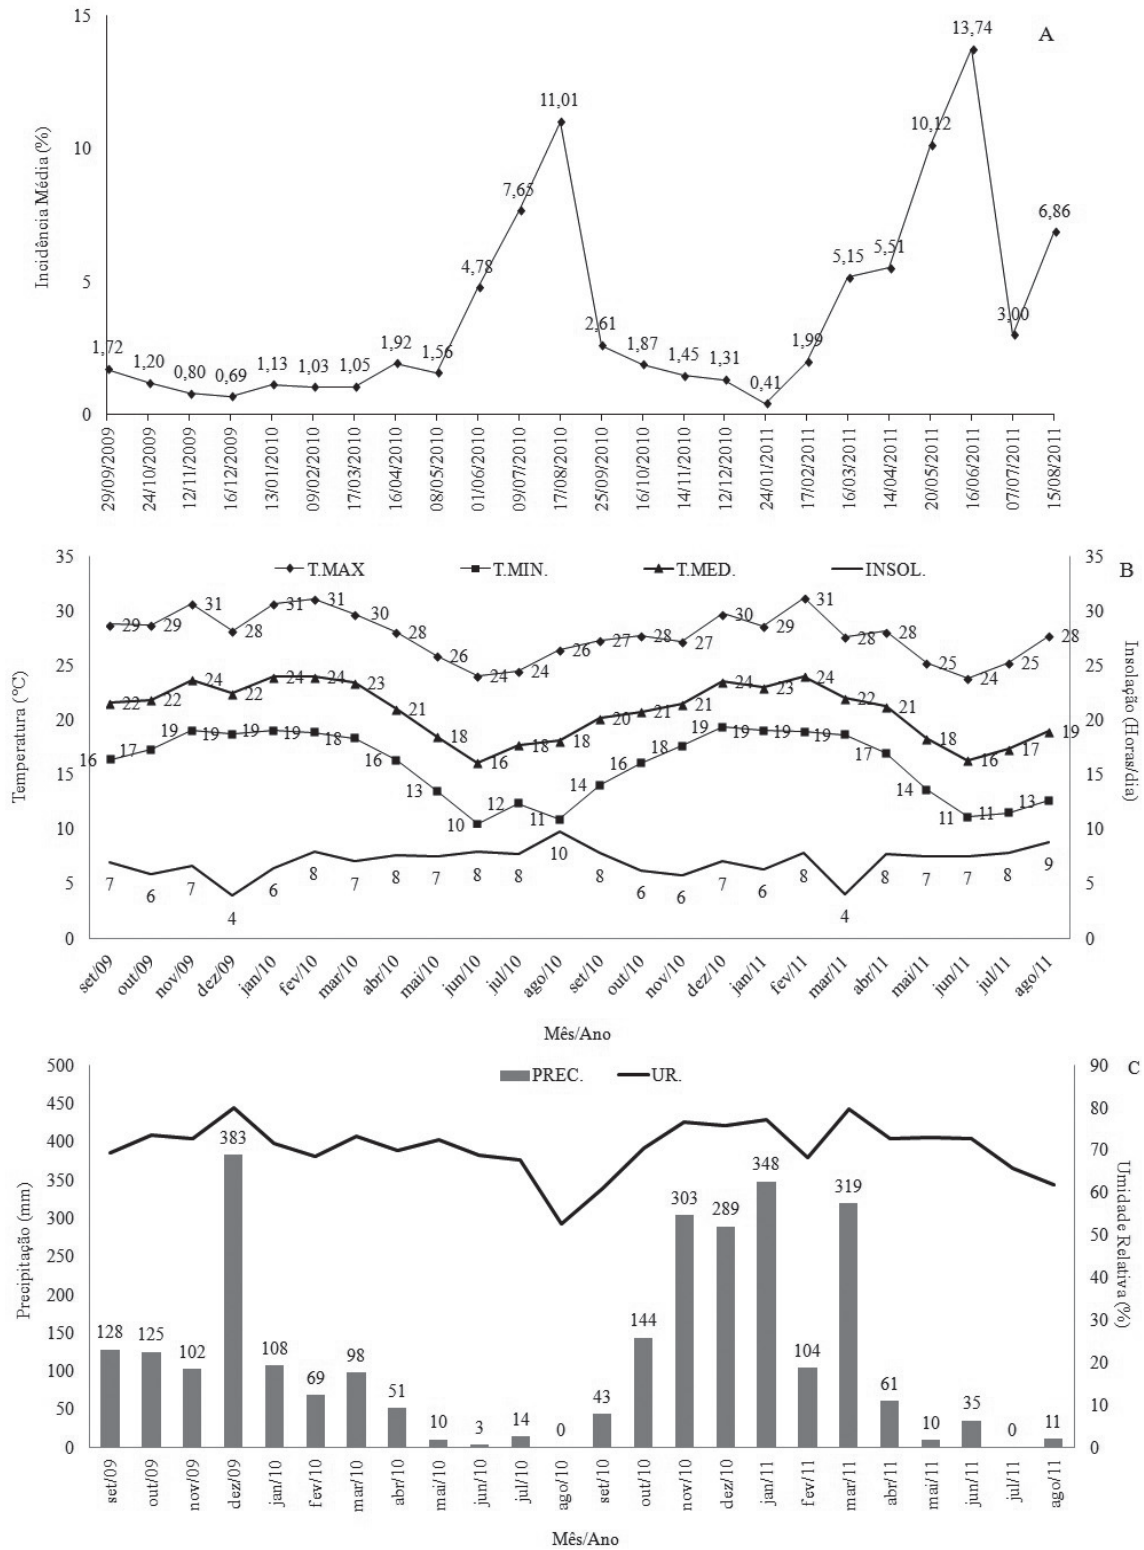 A
Incidência Média (%)
15
10
5
0
1,72
1,20
0,80
0,69
1,13
1,03
1,05
1,92
1,56
4,78
7,65
11,01
2,61
1,87
1,45
1,31
0,41
1,99
5,15
5,51
10,12
13,74
3,00
6,86
29/09/2009
24/10/2009
12/11/2009
16/12/2009
13/01/2010
09/02/2010
17/03/2010
16/04/2010
08/05/2010
01/06/2010
09/07/2010
17/08/2010
25/09/2010
16/10/2010
14/11/2010
12/12/2010
24/01/2011
17/02/2011
16/03/2011
14/04/2011
20/05/2011
16/06/2011
07/07/2011
15/08/2011
B
T.MAX T.MIN. T.MED. INSOL.
Temperatura (°C)
35
30
25
20
15
10
5
0
Insolação (Horas/dia)
35
30
25
20
15
10
5
0
29 29 31 28 31 31 30 28 26 24 24 26 27 28 27 30 29 31 28 28 25 24 25 28
22 22 24 22 24 24 23 21 18 16 18 18 20 21 21 24 23 24 22 21 18 16 17 19
16 17 19 19 19 19 18 16 13 10 12 11 14 16 18 19 19 19 19 17 14 11 11 13
7 6 7 4 6 8 7 8 7 8 8 10 8 6 6 7 6 8 4 8 7 7 8 9
set/09
out/09
nov/09
dez/09
jan/10
fev/10
mar/10
abr/10
mai/10
jun/10
jul/10
ago/10
set/10
out/10
nov/10
dez/10
jan/11
fev/11
mar/11
abr/11
mai/11
jun/11
jul/11
ago/11
Mês/Ano
C
PREC. UR.
Precipitação (mm)
500
450
400
350
300
250
200
150
100
50
0
Umidade Relativa (%)
90
80
70
60
50
40
30
20
10
0
128
125
102
383
108
69
98
51
10
3
14
0
43
144
303
289
348
104
319
61
10
35
0
11
set/09
out/09
nov/09
dez/09
jan/10
fev/10
mar/10
abr/10
mai/10
jun/10
jul/10
ago/10
set/10
out/10
nov/10
dez/10
jan/11
fev/11
mar/11
abr/11
mai/11
jun/11
jul/11
ago/11
Mês/Ano